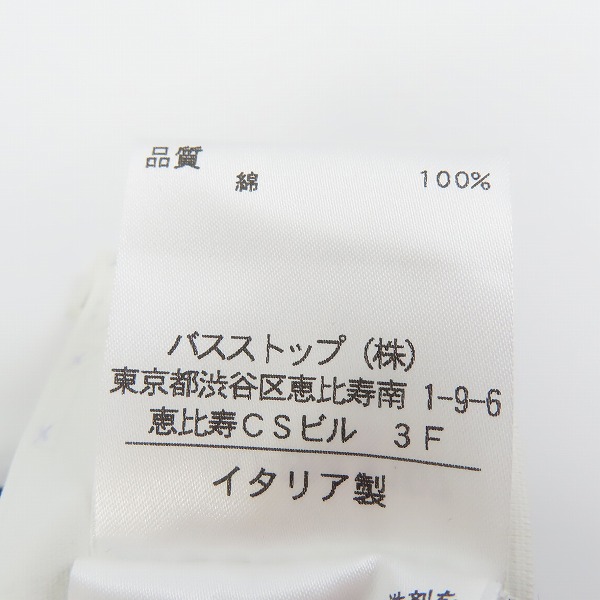 品質
綿 100%
バスストップ（株）
東京都渋谷区恵比寿南 1-9-6
恵比寿CSビル 3F
イタリア製